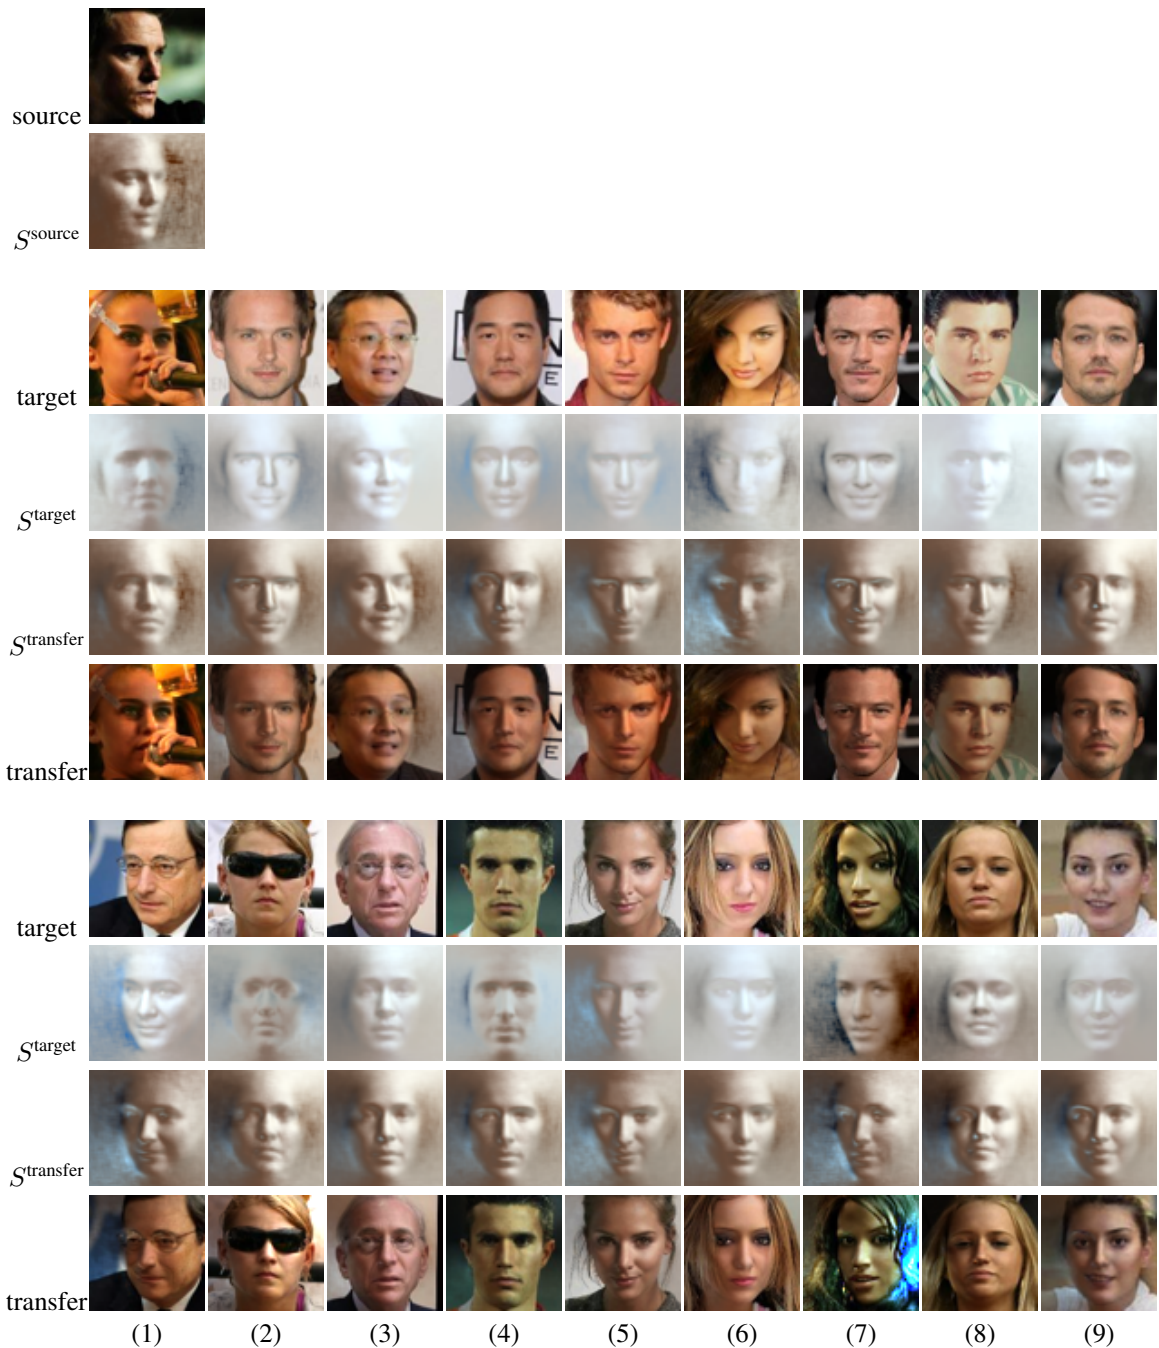 source
S^source
target
S^target
S^transfer
transfer
target
S^target
S^transfer
transfer
(1) (2) (3) (4) (5) (6) (7) (8) (9)